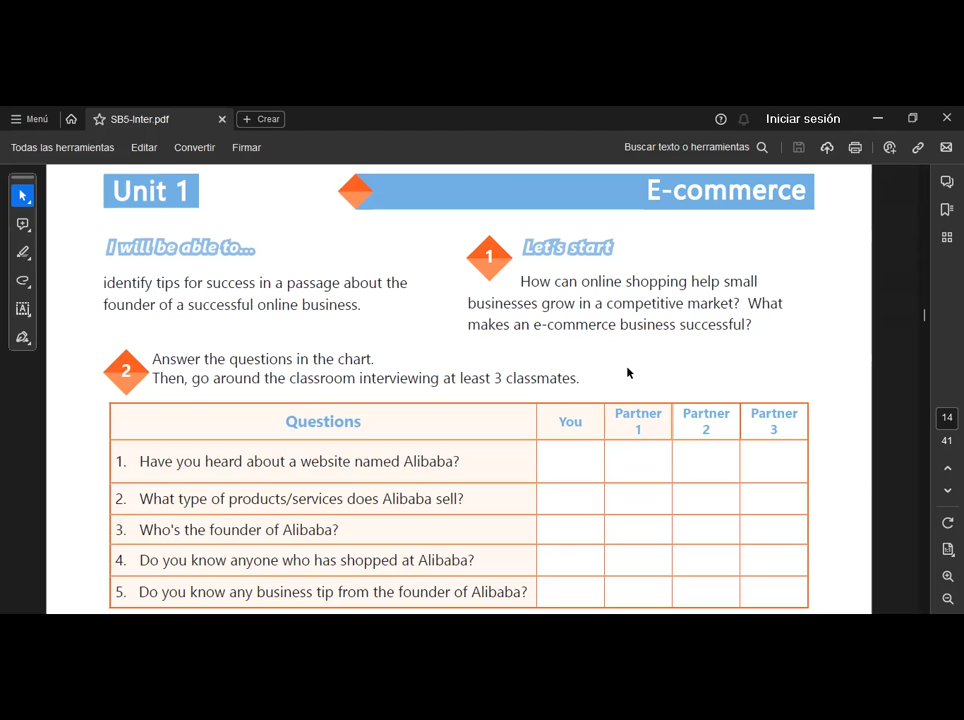 Menú
SB5-Inter.pdf
Crear
Iniciar sesión
Todas las herramientas
Editar
Convertir
Firmar
Buscar texto o herramientas
Unit 1
E-commerce
I will be able to...
identify tips for success in a passage about the
founder of a successful online business.
1
Let's start
How can online shopping help small
businesses grow in a competitive market? What
makes an e-commerce business successful?
2
Answer the questions in the chart.
Then, go around the classroom interviewing at least 3 classmates.
Questions
You
Partner
1
Partner
2
Partner
3
1. Have you heard about a website named Alibaba?
2. What type of products/services does Alibaba sell?
3. Who's the founder of Alibaba?
4. Do you know anyone who has shopped at Alibaba?
5. Do you know any business tip from the founder of Alibaba?
14
41